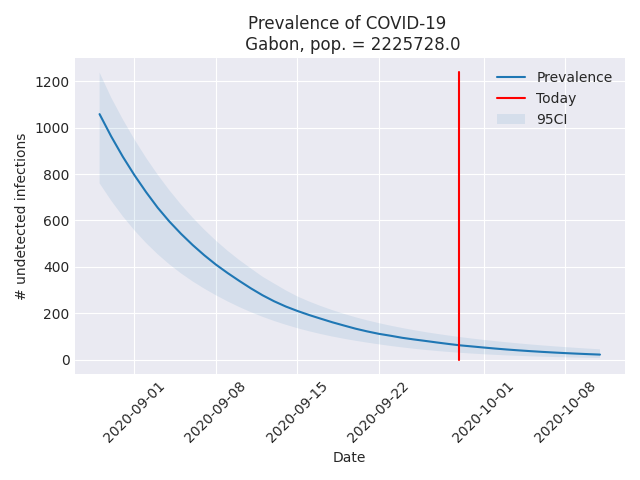 Prevalence of COVID-19
Gabon, pop. = 2225728.0
Prevalence
Today
95CI
# undetected infections
1200
1000
800
600
400
200
0
2020-09-01
2020-09-08
2020-09-15
2020-09-22
2020-10-01
2020-10-08
Date